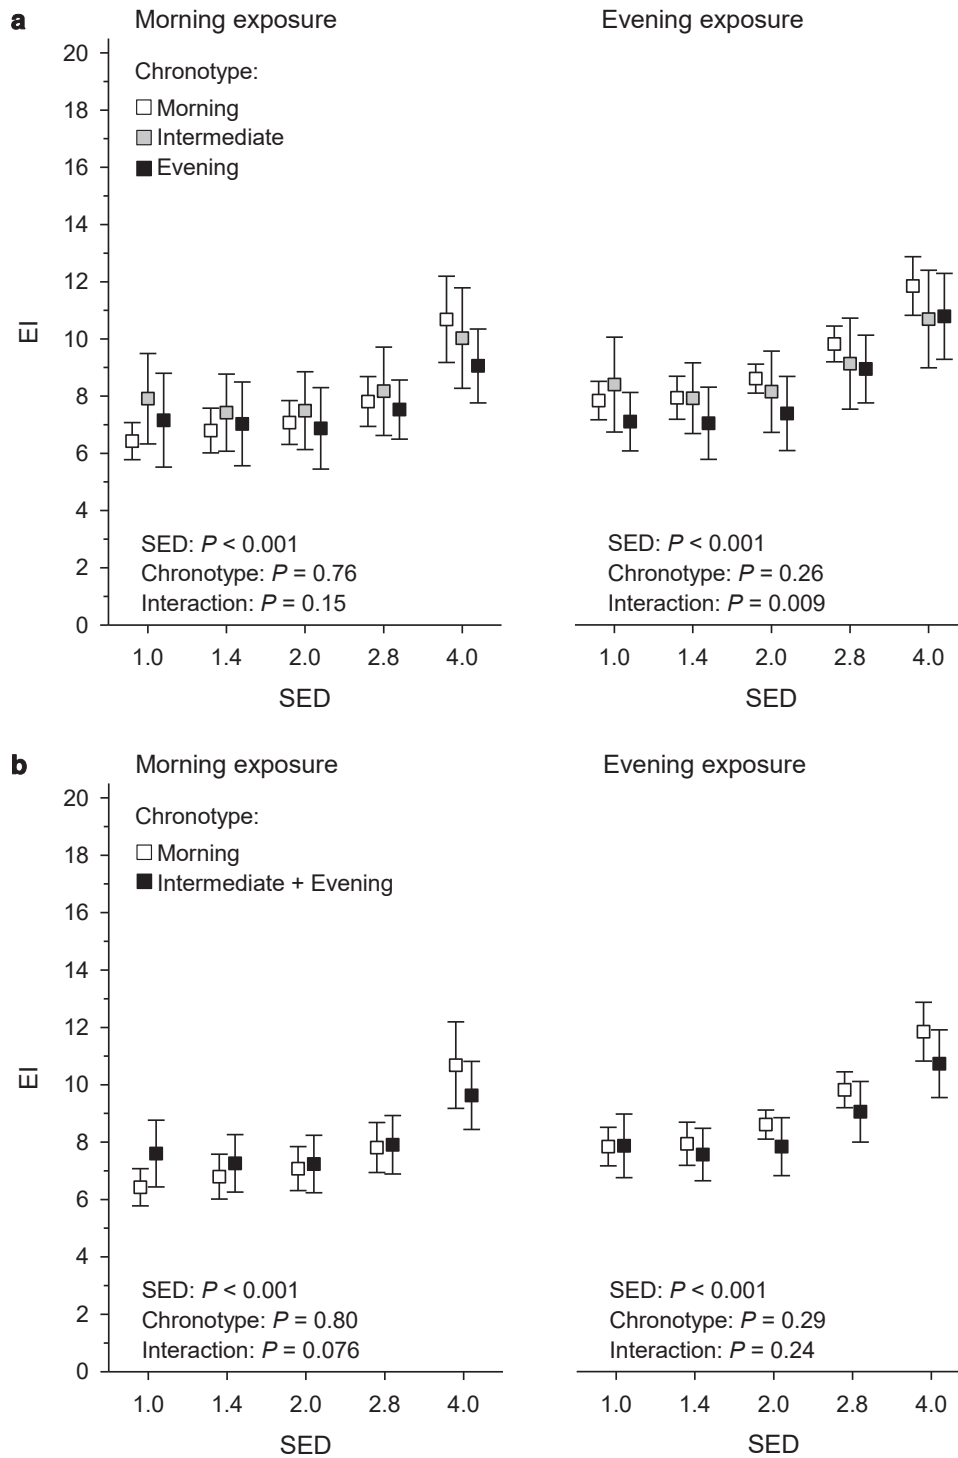 a
Morning exposure
Evening exposure
Chronotype:
Morning
Intermediate
Evening
20
18
16
14
12
10
8
6
4
2
0
EI
SED: P < 0.001
Chronotype: P = 0.76
Interaction: P = 0.15
SED: P < 0.001
Chronotype: P = 0.26
Interaction: P = 0.009
1.0 1.4 2.0 2.8 4.0
1.0 1.4 2.0 2.8 4.0
SED
SED
b
Morning exposure
Evening exposure
Chronotype:
Morning
Intermediate + Evening
20
18
16
14
12
10
8
6
4
2
0
EI
SED: P < 0.001
Chronotype: P = 0.80
Interaction: P = 0.076
SED: P < 0.001
Chronotype: P = 0.29
Interaction: P = 0.24
1.0 1.4 2.0 2.8 4.0
1.0 1.4 2.0 2.8 4.0
SED
SED